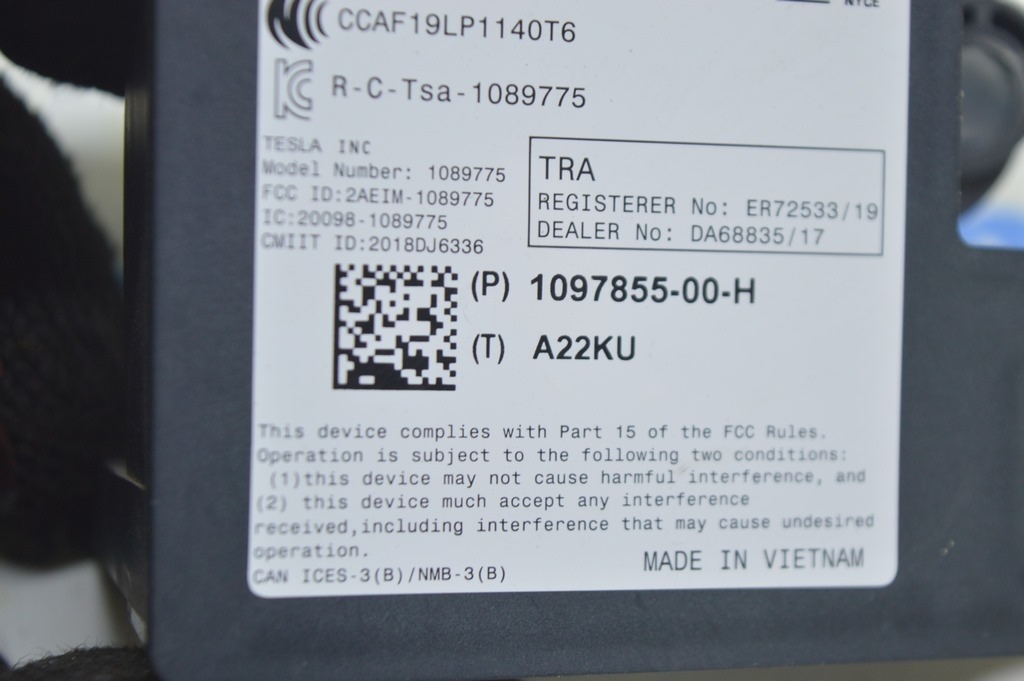 NYCE
CCAF19LP1140T6
R-C-Tsa-1089775
TESLA INC
Model Number: 1089775
FCC ID:2AEIM-1089775
IC:20098-1089775
CMIIT ID:2018DJ6336
TRA
REGISTERER No: ER72533/19
DEALER No: DA68835/17
(P) 1097855-00-H
(T) A22KU
This device complies with Part 15 of the FCC Rules.
Operation is subject to the following two conditions:
(1)this device may not cause harmful interference, and
(2) this device much accept any interference
received,including interference that may cause undesired
operation.
CAN ICES-3(B)/NMB-3(B)
MADE IN VIETNAM